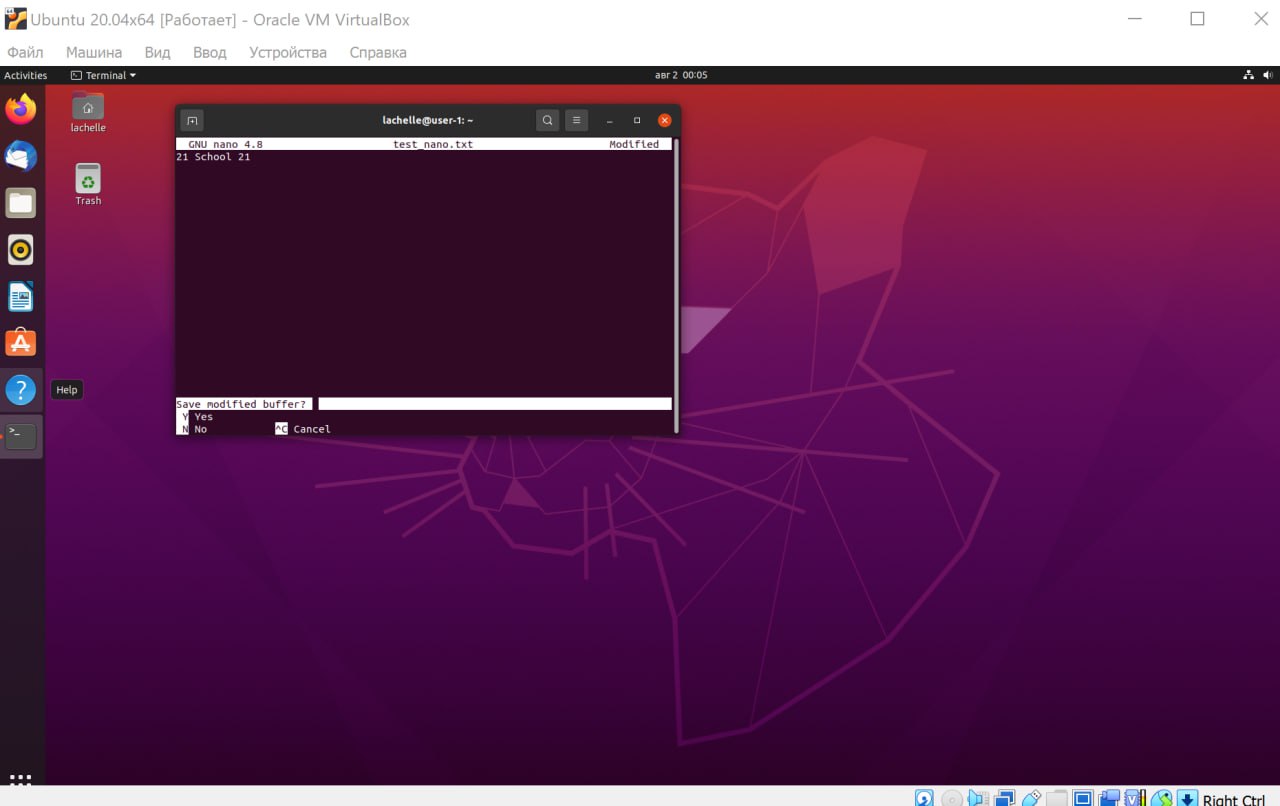 Ubuntu 20.04x64 [Работает] - Oracle VM VirtualBox
Файл Машина Вид Ввод Устройства Справка
Activities Terminal авг 2 00:05
lachelle
Trash
lachelle@user-1: ~
GNU nano 4.8 test_nano.txt Modified
21 School 21
Help
Save modified buffer?
Y Yes
N No ^C Cancel
Right Ctrl